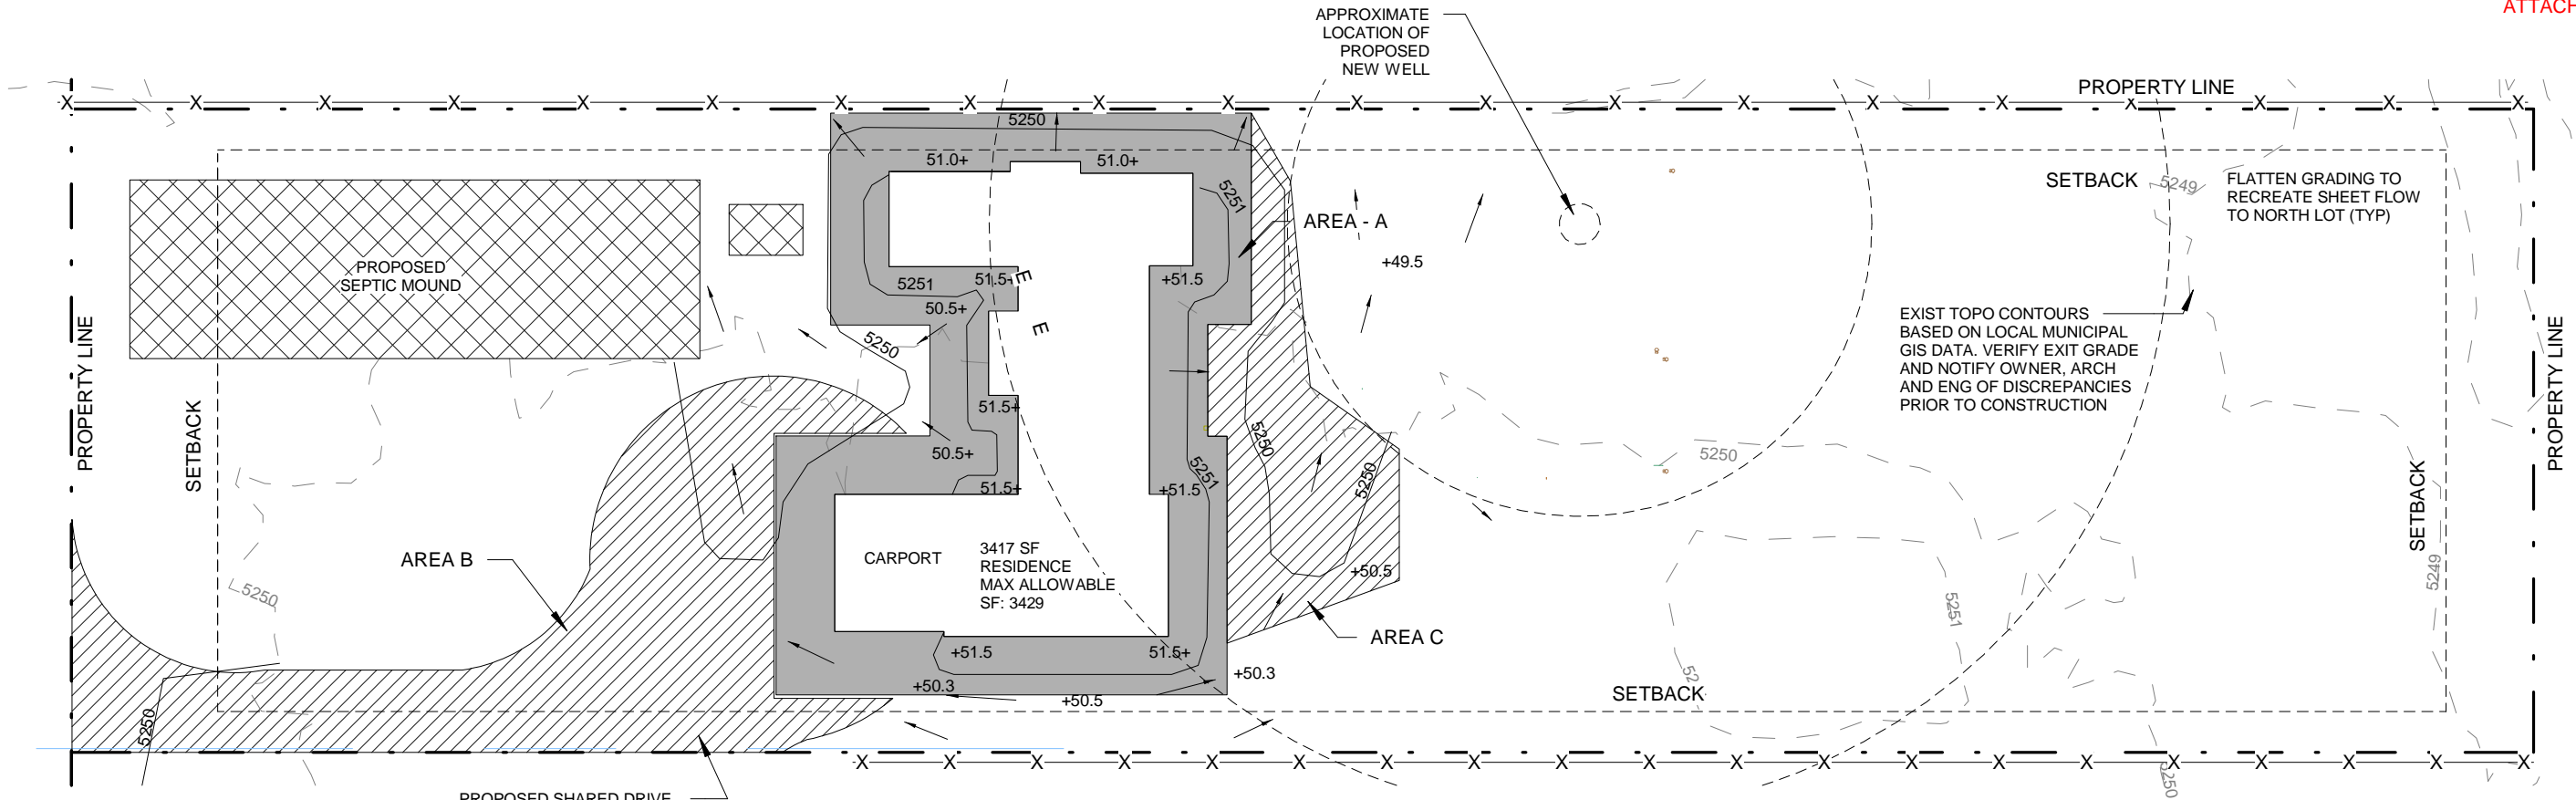 ATTACH
APPROXIMATE
LOCATION OF
PROPOSED
NEW WELL
PROPERTY LINE
5250
51.0+
51.0+
SETBACK
5249
FLATTEN GRADING TO
RECREATE SHEET FLOW
TO NORTH LOT (TYP)
5251
AREA - A
+49.5
PROPOSED
SEPTIC MOUND
5251
51.5+
E
+51.5
50.5+
E
5250
EXIST TOPO CONTOURS
BASED ON LOCAL MUNICIPAL
GIS DATA. VERIFY EXIT GRADE
AND NOTIFY OWNER, ARCH
AND ENG OF DISCREPANCIES
PRIOR TO CONSTRUCTION
PROPERTY LINE
PROPERTY LINE
SETBACK
51.5+
50.5+
5250
5250
5251
5250
51.5+
+51.5
SETBACK
AREA B
CARPORT
3417 SF
RESIDENCE
MAX ALLOWABLE
SF: 3429
+50.5
5250
5251
5249
AREA C
+51.5
51.5+
+50.3
+50.3
+50.5
52
SETBACK
5250
5250
PROPOSED SHARED DRIVE
X X X X X X X X X X X X X X X X X X X X
X X X X X X X X X X X X X X X X X X X X